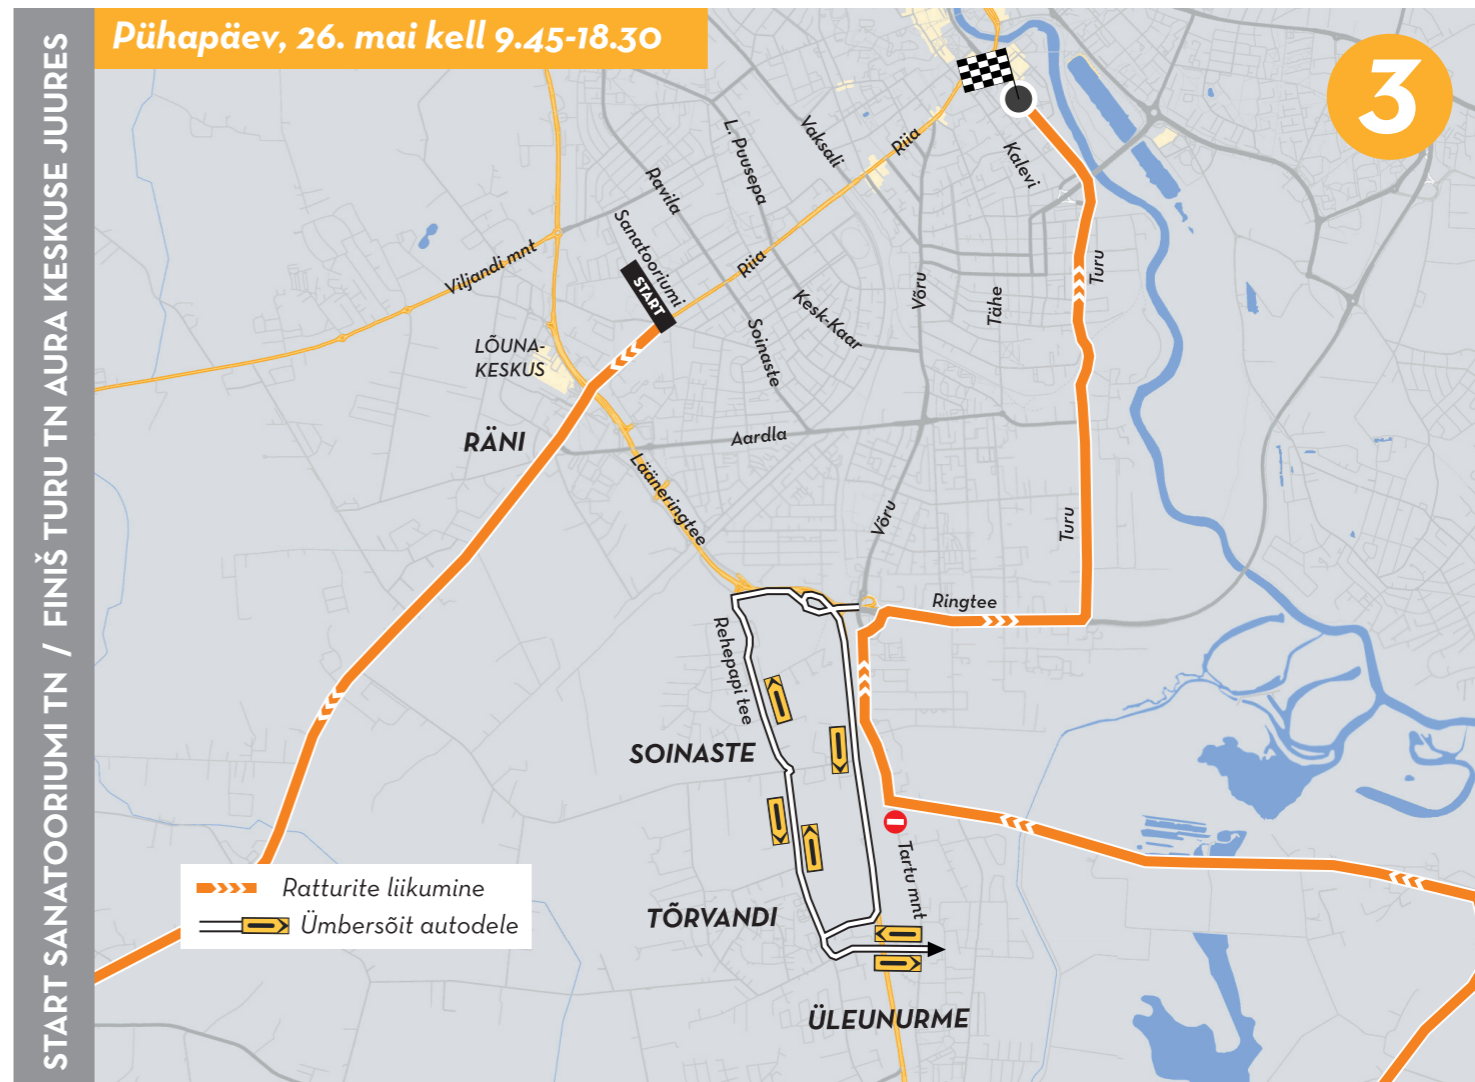 START SANATOORIUMI TN / FINIŠ TURU TN AURA KESKUSE JUURES
Pühapäev, 26. mai kell 9.45-18.30
3
Vaksali
L. Puusepa
Riia
Kalevi
Ravila
Sanatooriumi
Viljandi mnt
START
Riia
Turu
Võru
Tähe
Kesk-Kaar
Soinaste
LÕUNA-
KESKUS
RÄNI
Aardla
Lääneringtee
Võru
Turu
Ringtee
Rehepapi tee
SOINASTE
Tartu mnt
TÕRVANDI
ÜLEUNURME
Ratturite liikumine
Ümbersõit autodele